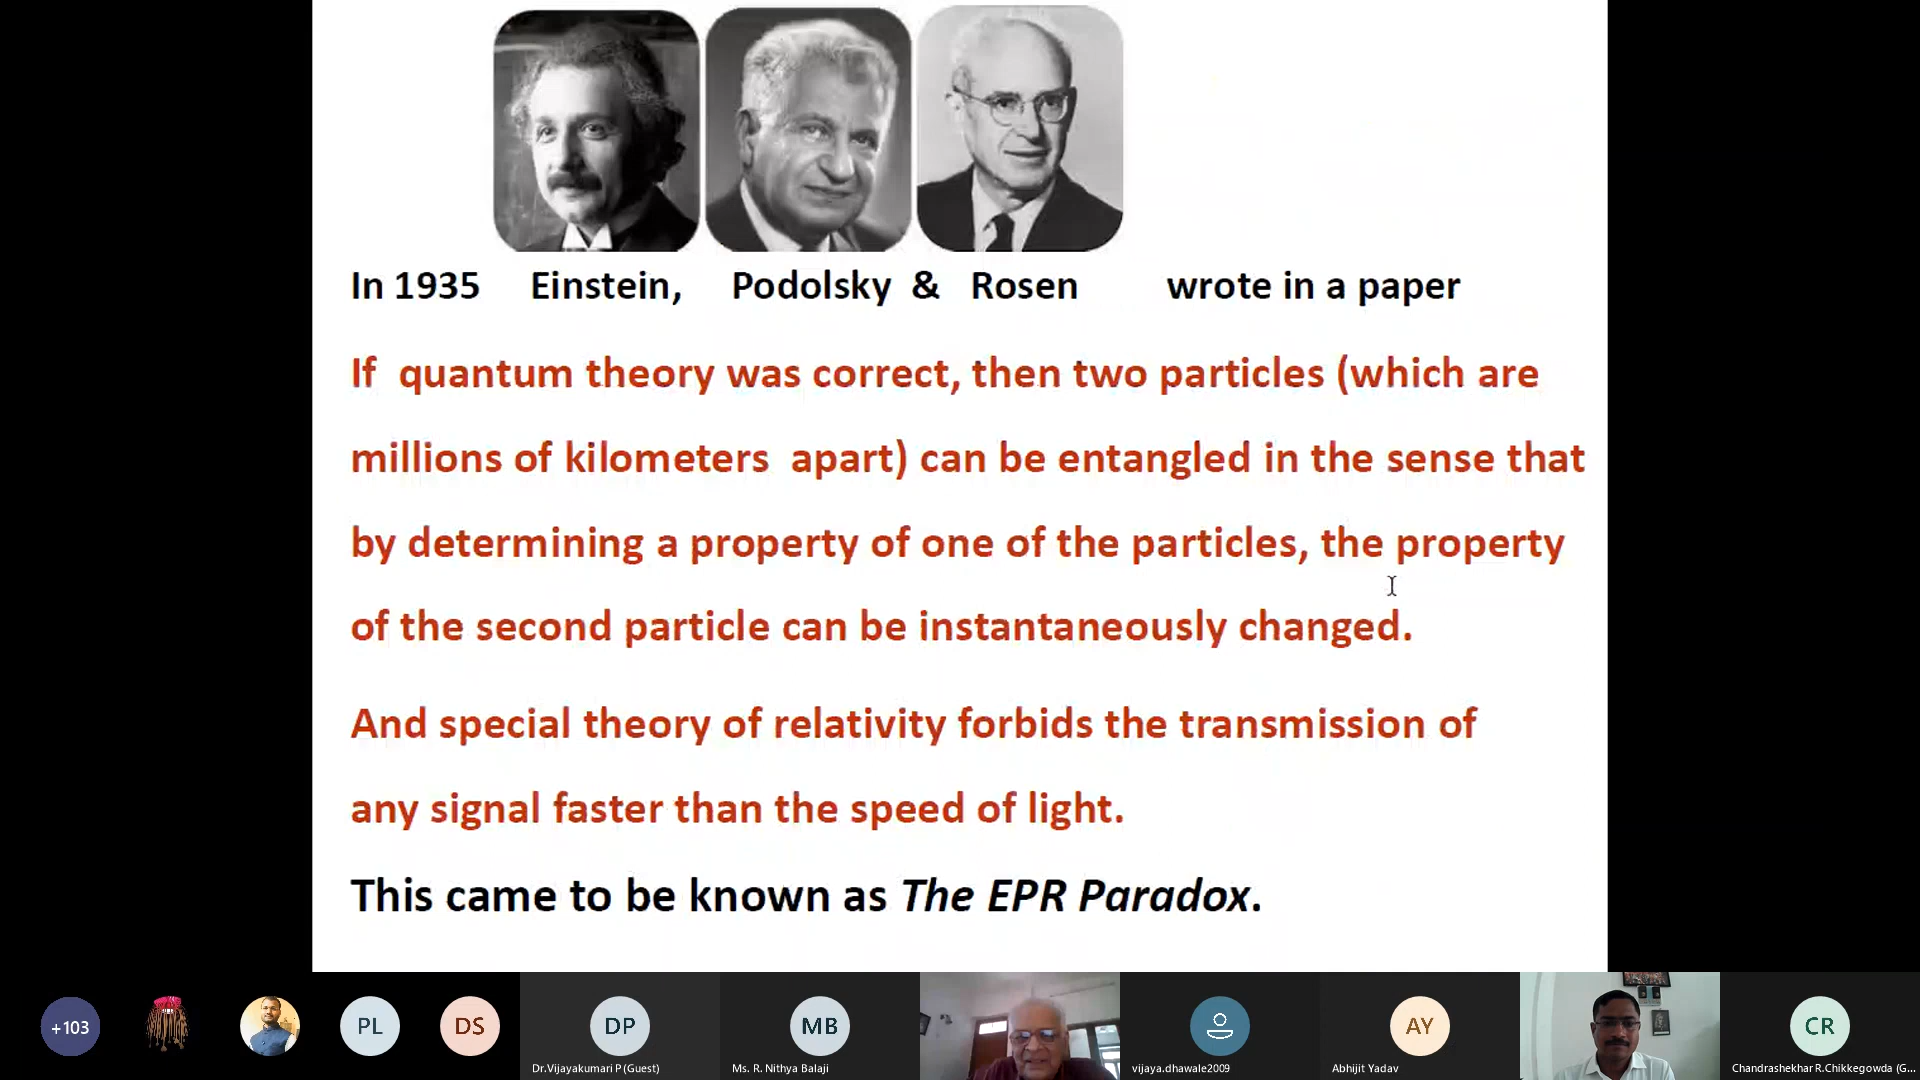 In 1935 Einstein, Podolsky & Rosen wrote in a paper
If quantum theory was correct, then two particles (which are
millions of kilometers apart) can be entangled in the sense that
by determining a property of one of the particles, the property
of the second particle can be instantaneously changed.
And special theory of relativity forbids the transmission of
any signal faster than the speed of light.
This came to be known as The EPR Paradox.
+103
PL
DS
DP
MB
AY
CR
Dr.Vijayakumari P (Guest)
Ms. R. Nithya Balaji
vijaya.dhawale2009
Abhijit Yadav
Chandrashekhar R.Chikkegowda (G...